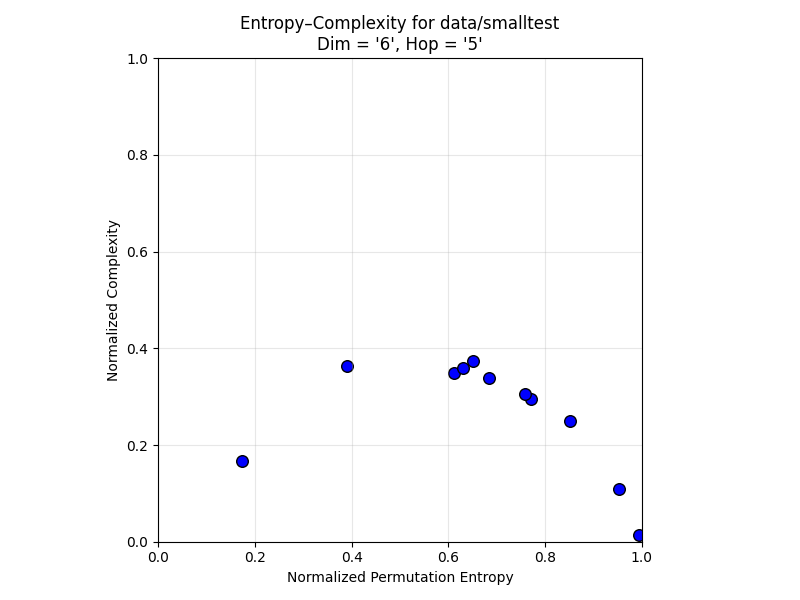 Entropy–Complexity for data/smalltest
Dim = '6', Hop = '5'
1.0
0.8
0.6
0.4
0.2
0.0
Normalized Complexity
0.0 0.2 0.4 0.6 0.8 1.0
Normalized Permutation Entropy